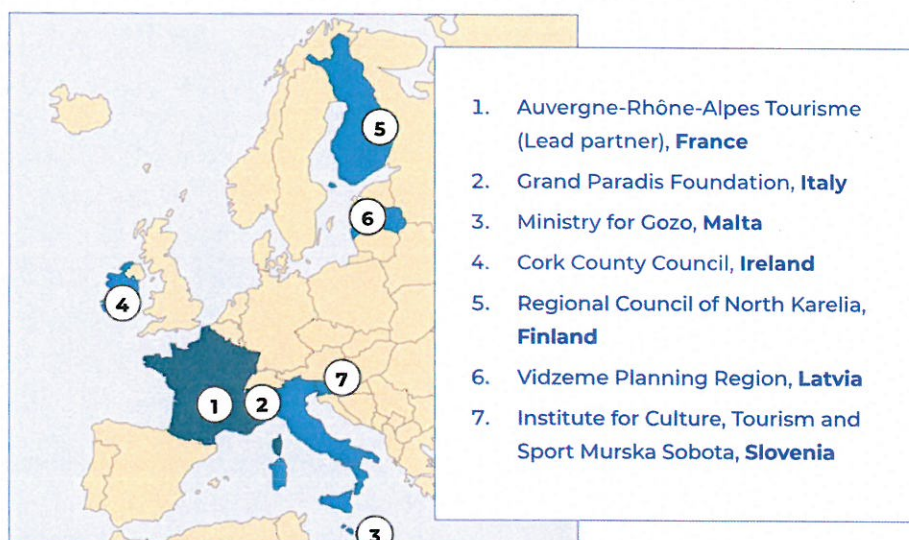 5
6
4
7
1
2
3
1. Auvergne-Rhône-Alpes Tourisme
(Lead partner), France
2. Grand Paradis Foundation, Italy
3. Ministry for Gozo, Malta
4. Cork County Council, Ireland
5. Regional Council of North Karelia,
Finland
6. Vidzeme Planning Region, Latvia
7. Institute for Culture, Tourism and
Sport Murska Sobota, Slovenia